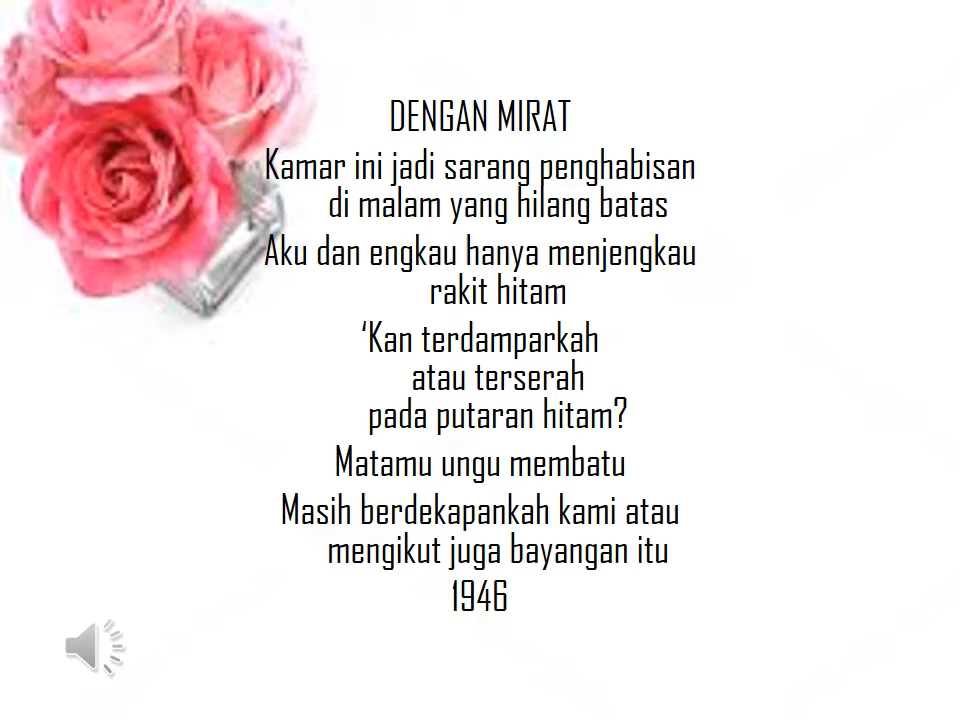 DENGAN MIRAT
Kamar ini jadi sarang penghabisan
di malam yang hilang batas
Aku dan engkau hanya menjengkau
rakit hitam
‘Kan terdamparkah
atau terserah
pada putaran hitam?
Matamu ungu membatu
Masih berdekapankah kami atau
mengikut juga bayangan itu
1946